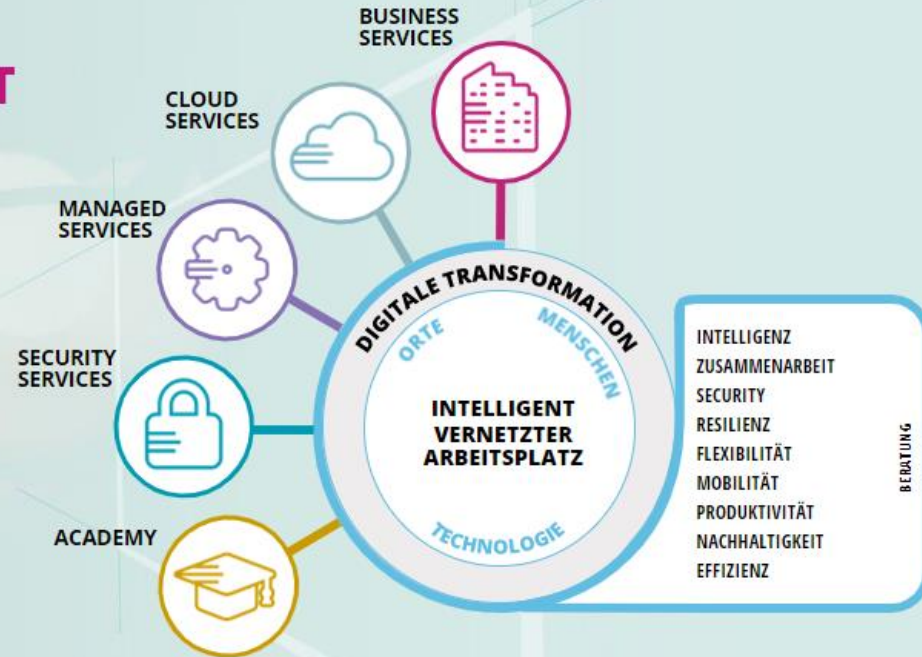 BUSINESS
SERVICES
T
CLOUD
SERVICES
MANAGED
SERVICES
SECURITY
SERVICES
ACADEMY
DIGITALE TRANSFORMATION
ORTE
MENSCHEN
INTELLIGENT
VERNETZTER
ARBEITSPLATZ
TECHNOLOGIE
INTELLIGENZ
ZUSAMMENARBEIT
SECURITY
RESILIENZ
FLEXIBILITÄT
MOBILITÄT
PRODUKTIVITÄT
NACHHALTIGKEIT
EFFIZIENZ
BERATUNG